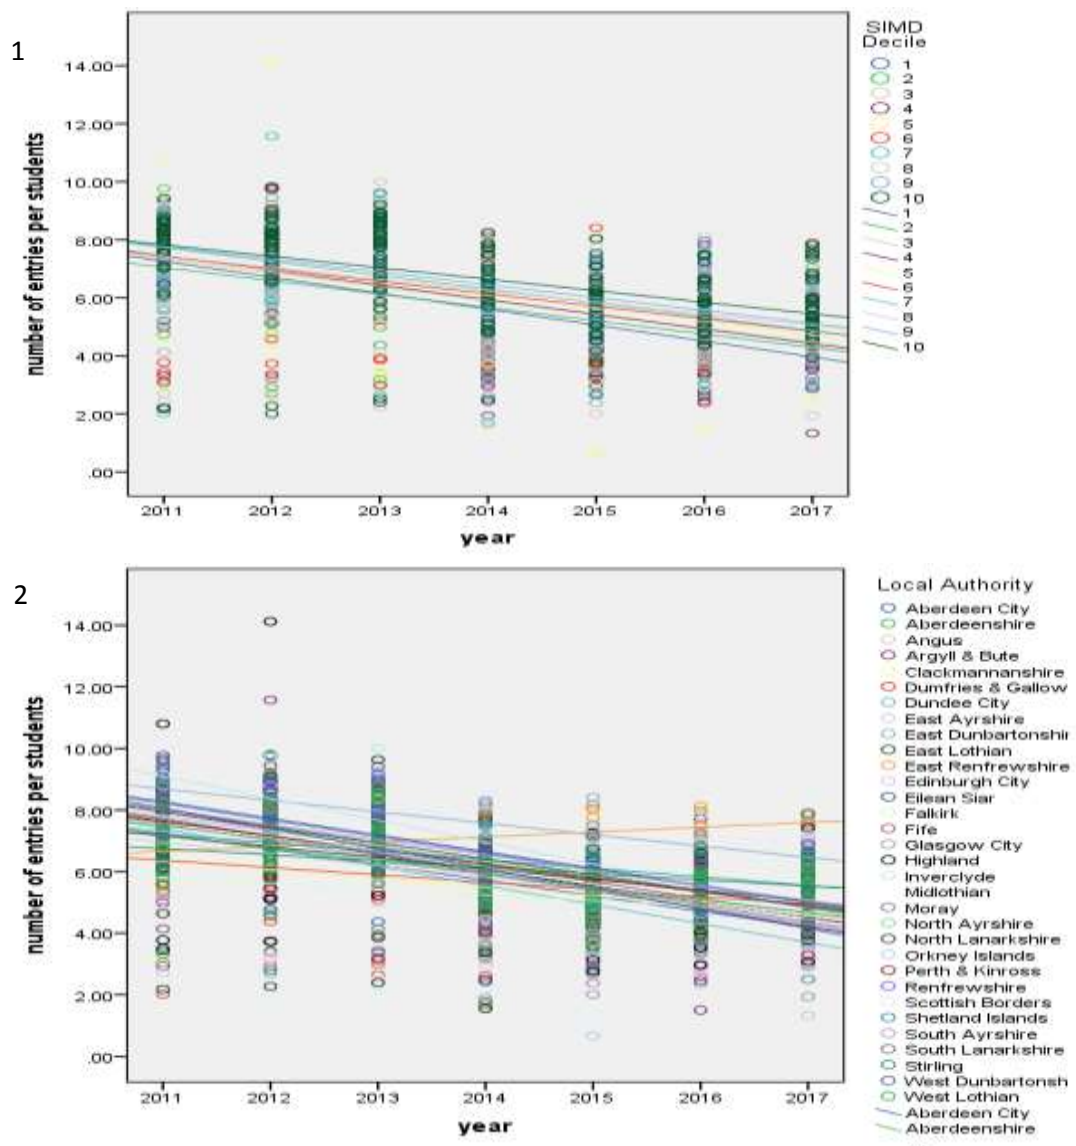 1
number of entries per students
14.00
12.00
10.00
8.00
6.00
4.00
2.00
.00
2011 2012 2013 2014 2015 2016 2017
year
SIMD
Decile
1
2
3
4
5
6
7
8
9
10
1
2
3
4
5
6
7
8
9
10
2
number of entries per students
14.00
12.00
10.00
8.00
6.00
4.00
2.00
.00
2011 2012 2013 2014 2015 2016 2017
year
Local Authority
Aberdeen City
Aberdeenshire
Angus
Argyll & Bute
Clackmannanshire
Dumfries & Gallow
Dundee City
East Ayrshire
East Dunbartonshir
East Lothian
East Renfrewshire
Edinburgh City
Eilean Siar
Falkirk
Fife
Glasgow City
Highland
Inverclyde
Midlothian
Moray
North Ayrshire
North Lanarkshire
Orkney Islands
Perth & Kinross
Renfrewshire
Scottish Borders
Shetland Islands
South Ayrshire
South Lanarkshire
Stirling
West Dunbartonsh
West Lothian
Aberdeen City
Aberdeenshire